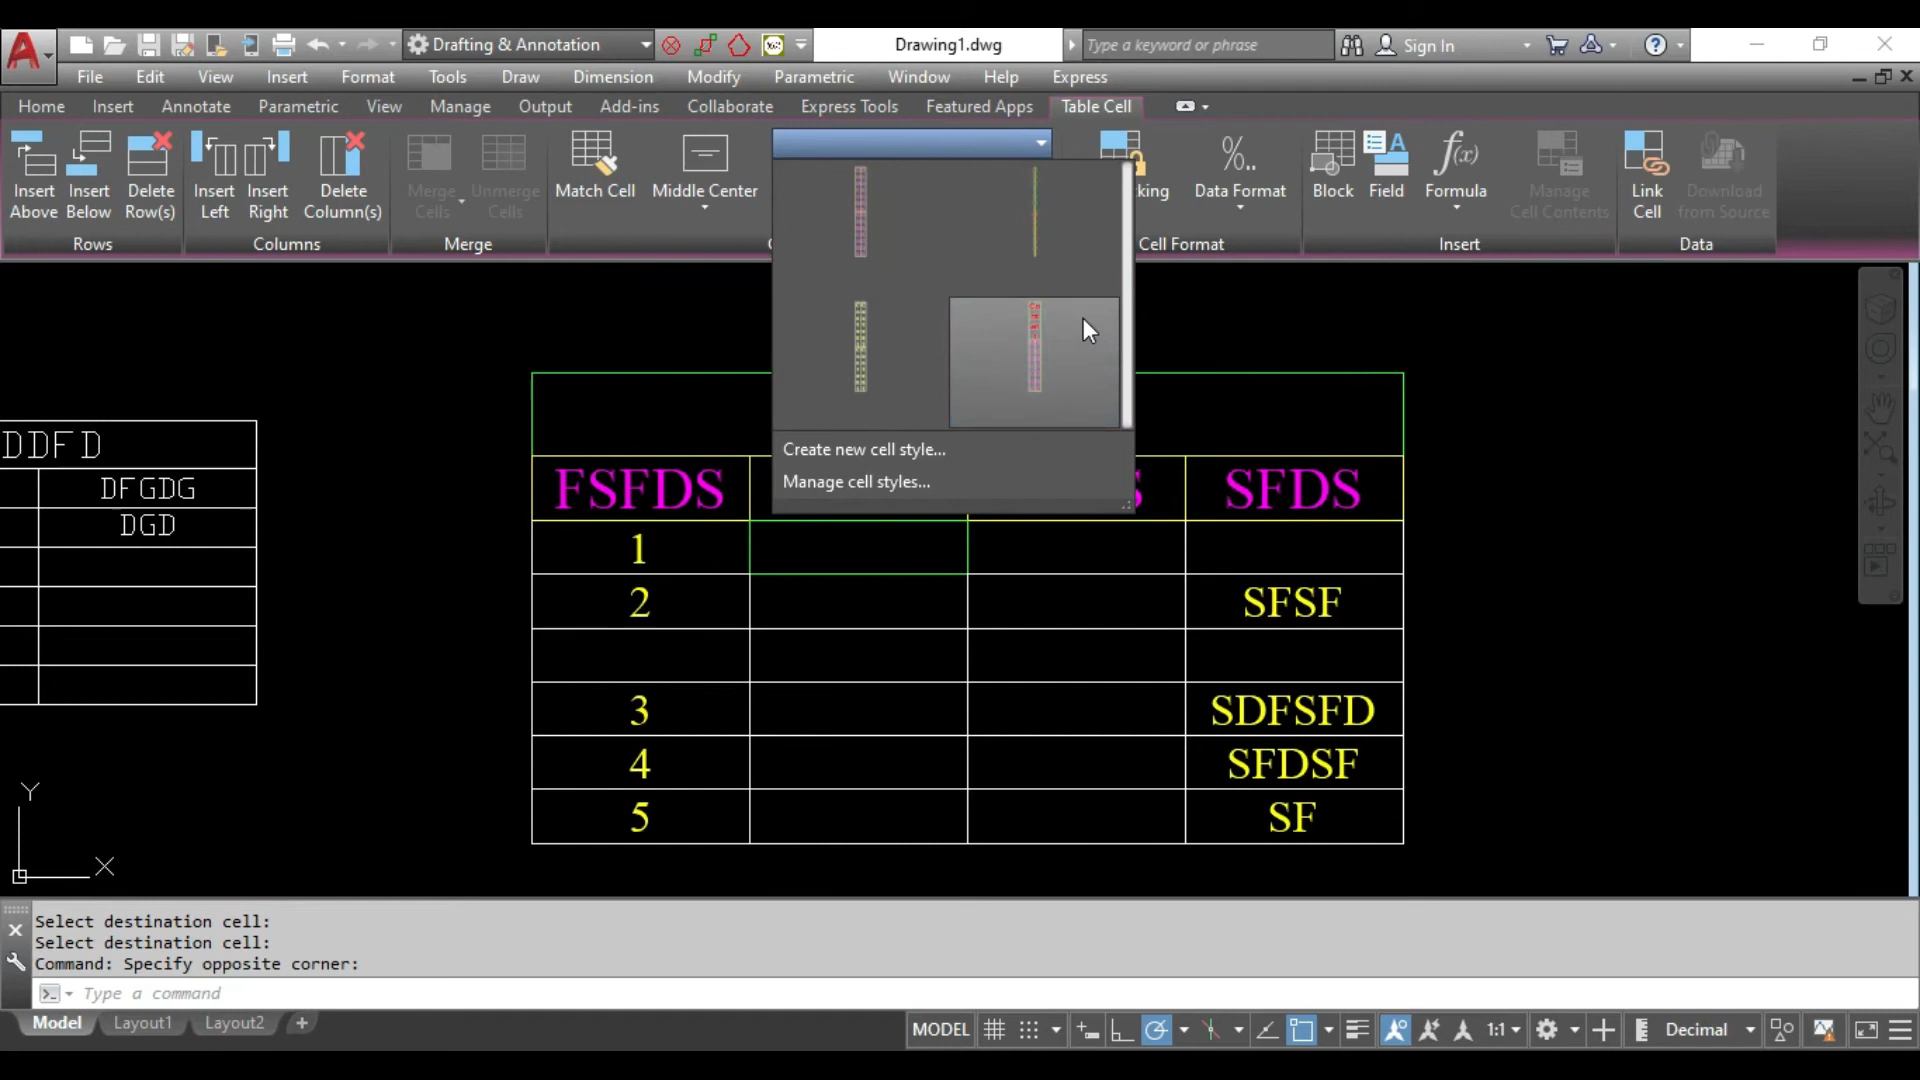 Drafting & Annotation
Drawing1.dwg
Type a keyword or phrase
Sign In
File Edit View Insert Format Tools Draw Dimension Modify Parametric Window Help Express
Home Insert Annotate Parametric View Manage Output Add-ins Collaborate Express Tools Featured Apps Table Cell
Insert Above
Insert Below
Delete Row(s)
Insert Left
Insert Right
Delete Column(s)
Merge Cells
Unmerge Cells
Match Cell
Middle Center
Data Format
Block
Field
Formula
Manage Cell Contents
Link Cell
Download from Source
Rows
Columns
Merge
Cell Format
Insert
Data
Create new cell style...
Manage cell styles...
DDFD
DFGDG
DGD
FSFDS SFDS
1
2 SFSF
3 SDFSFD
4 SFDSF
5 SF
Y
X
Select destination cell:
Select destination cell:
Command: Specify opposite corner:
Type a command
Model Layout1 Layout2 +
MODEL
1:1
Decimal